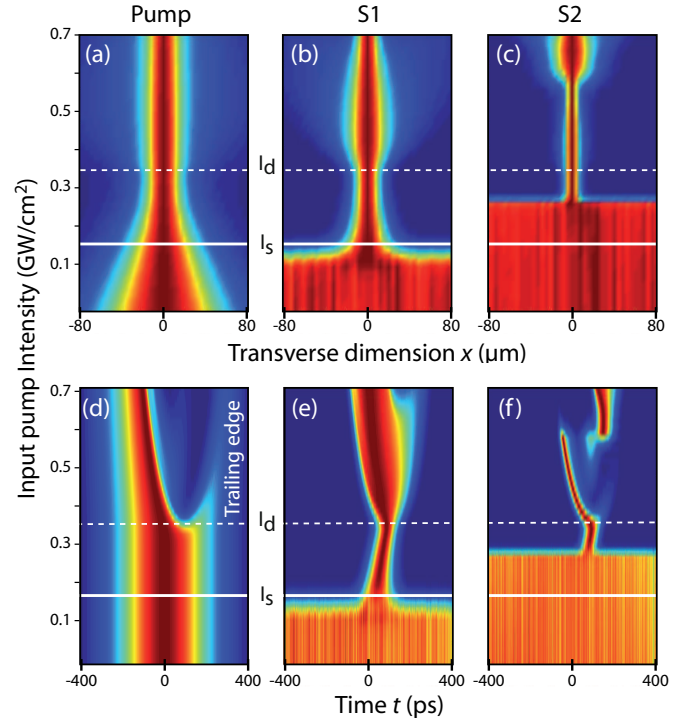 Pump S1 S2
0.7 (a) (b) (c)
0.5
I_d
0.3
I_s
0.1
-80 0 80 -80 0 80 -80 0 80
Transverse dimension x (μm)
Input pump Intensity (GW/cm²)
0.7 (d) (e) (f)
Trailing edge
0.5
I_d
0.3
I_s
0.1
-400 0 400 -400 0 400 -400 0 400
Time t (ps)